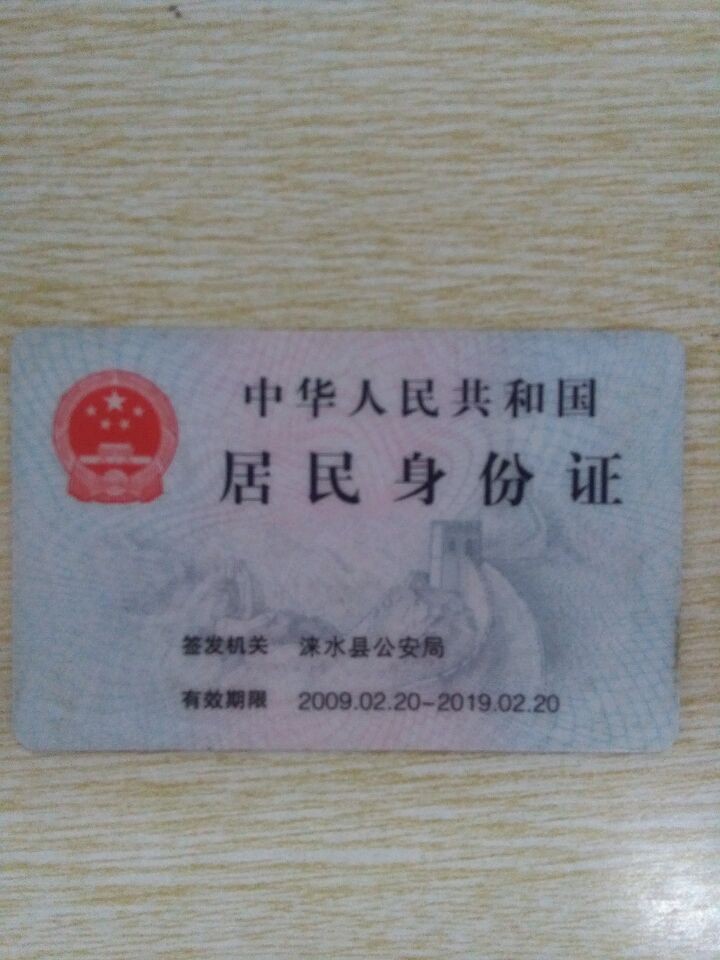 中华人民共和国
居民身份证
签发机关 涞水县公安局
有效期限 2009.02.20-2019.02.20